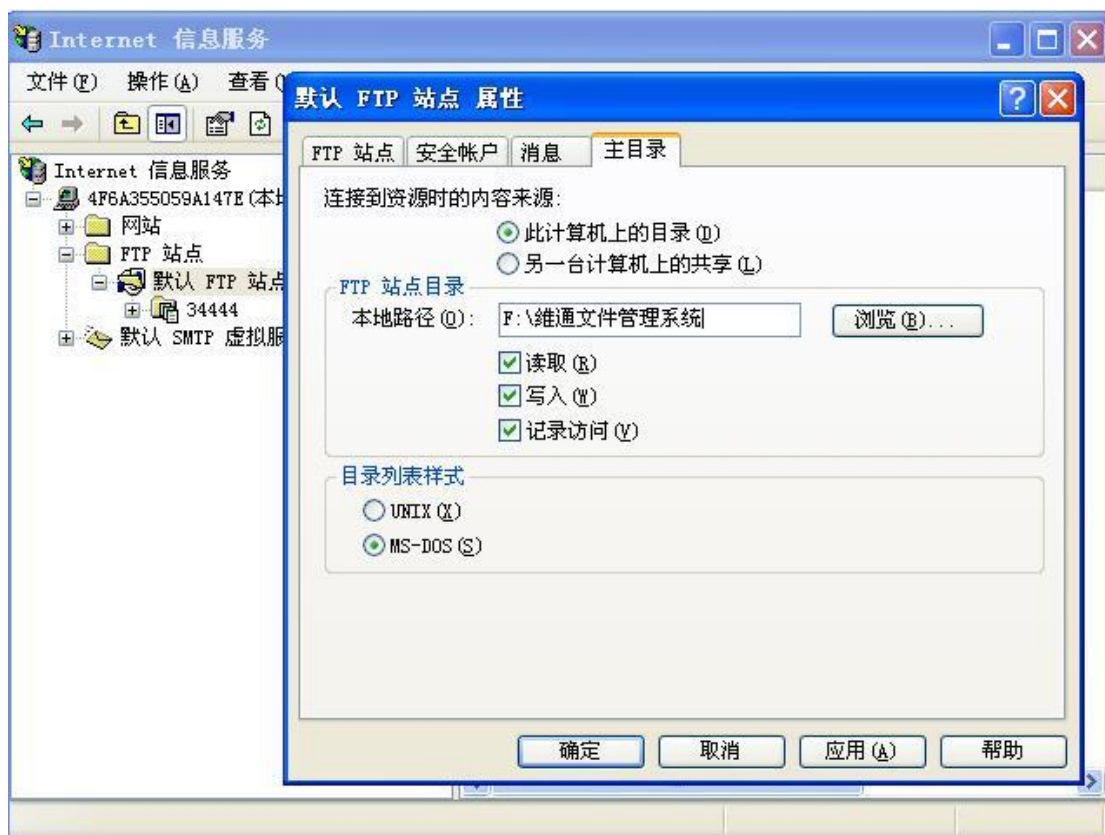 Internet 信息服务
文件(F) 操作(A) 查看(
默认 FTP 站点 属性
FTP 站点 安全帐户 消息 主目录
Internet 信息服务
4F6A355059A147E(本
网站
FTP 站点
默认 FTP 站点
34444
默认 SMTP 虚拟服
连接到资源时的内容来源:
此计算机上的目录(D)
另一台计算机上的共享(L)
FTP 站点目录
本地路径(O): F:\维通文件管理系统 浏览(B)...
读取(R)
写入(W)
记录访问(V)
目录列表样式
UNIX(X)
MS-DOS(S)
确定 取消 应用(A) 帮助